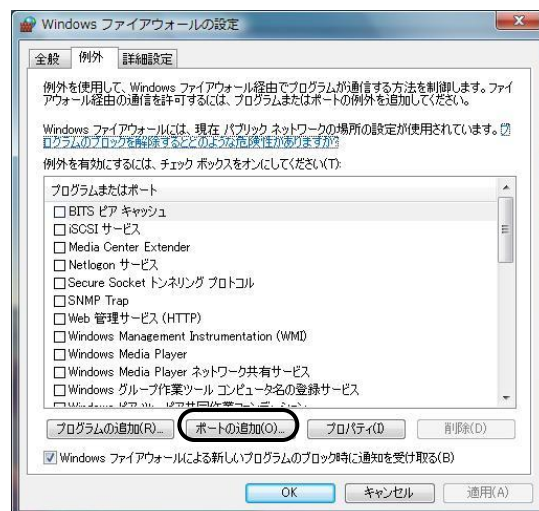 Windows ファイアウォールの設定
全般 例外 詳細設定
例外を使用して、Windows ファイアウォール経由でプログラムが通信する方法を制御します。ファイ
アウォール経由の通信を許可するには、プログラムまたはポートの例外を追加してください。
Windows ファイアウォールには、現在 パブリック ネットワークの場所の設定が使用されています。プ
ログラムのブロックを解除するとどのような危険性がありますか?
例外を有効にするには、チェック ボックスをオンにしてください(T):
プログラムまたはポート
BITS ピア キャッシュ
iSCSI サービス
Media Center Extender
Netlogon サービス
Secure Socket トンネリング プロトコル
SNMP Trap
Web 管理サービス (HTTP)
Windows Management Instrumentation (WMI)
Windows Media Player
Windows Media Player ネットワーク共有サービス
Windows グループ作業ツール コンピュータ名の登録サービス
プログラムの追加(R)... ポートの追加(O)... プロパティ(I) 削除(D)
Windows ファイアウォールによる新しいプログラムのブロック時に通知を受け取る(B)
OK キャンセル 適用(A)